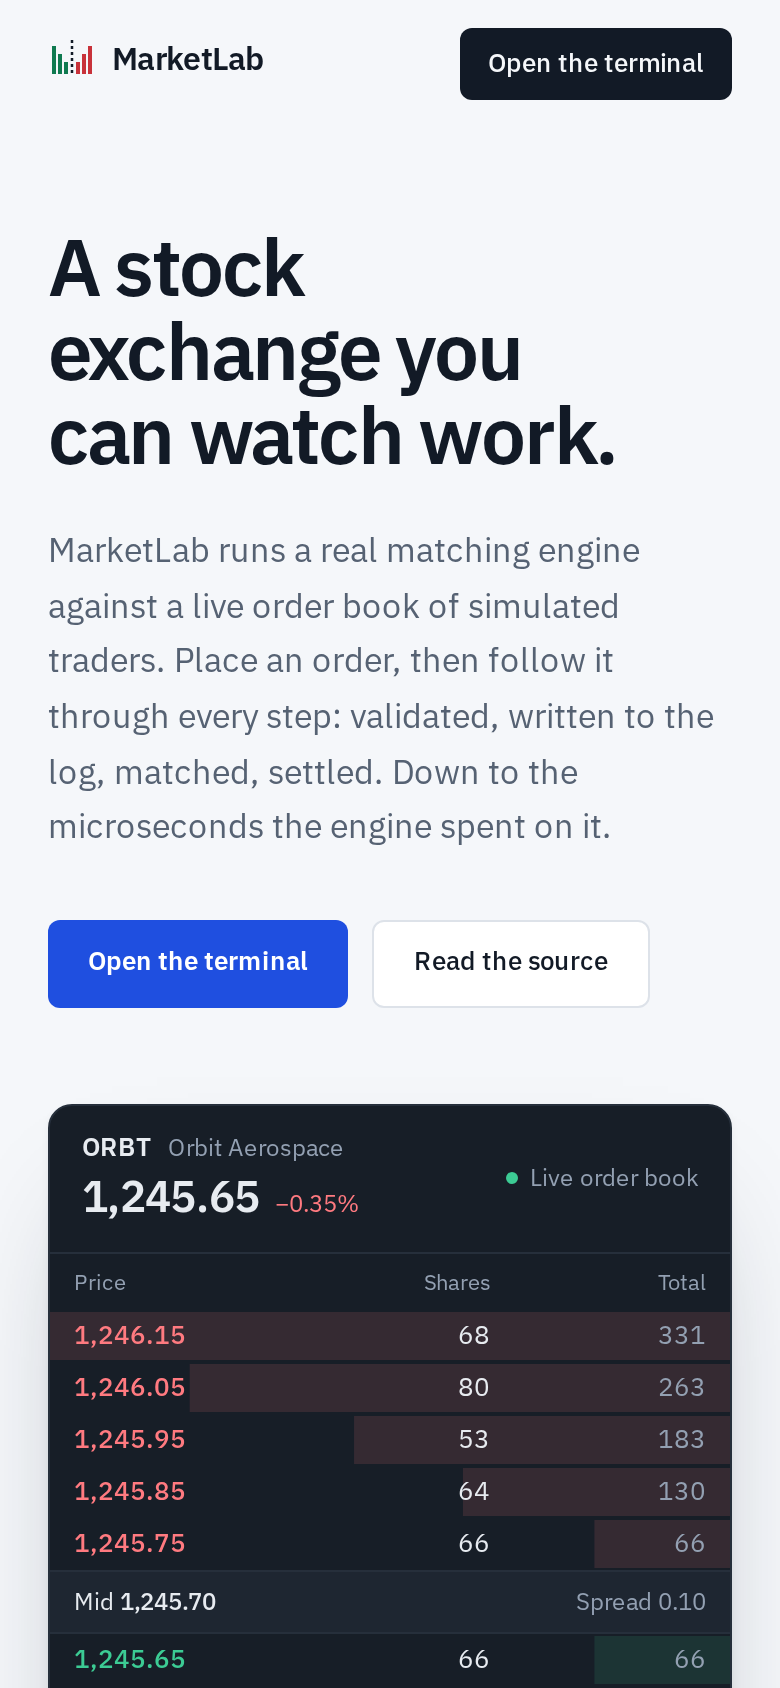 MarketLab
Open the terminal
A stock
exchange you
can watch work.
MarketLab runs a real matching engine
against a live order book of simulated
traders. Place an order, then follow it
through every step: validated, written to the
log, matched, settled. Down to the
microseconds the engine spent on it.
Open the terminal
Read the source
ORBT Orbit Aerospace
1,245.65 −0.35%
Live order book
Price Shares Total
1,246.15 68 331
1,246.05 80 263
1,245.95 53 183
1,245.85 64 130
1,245.75 66 66
Mid 1,245.70 Spread 0.10
1,245.65 66 66